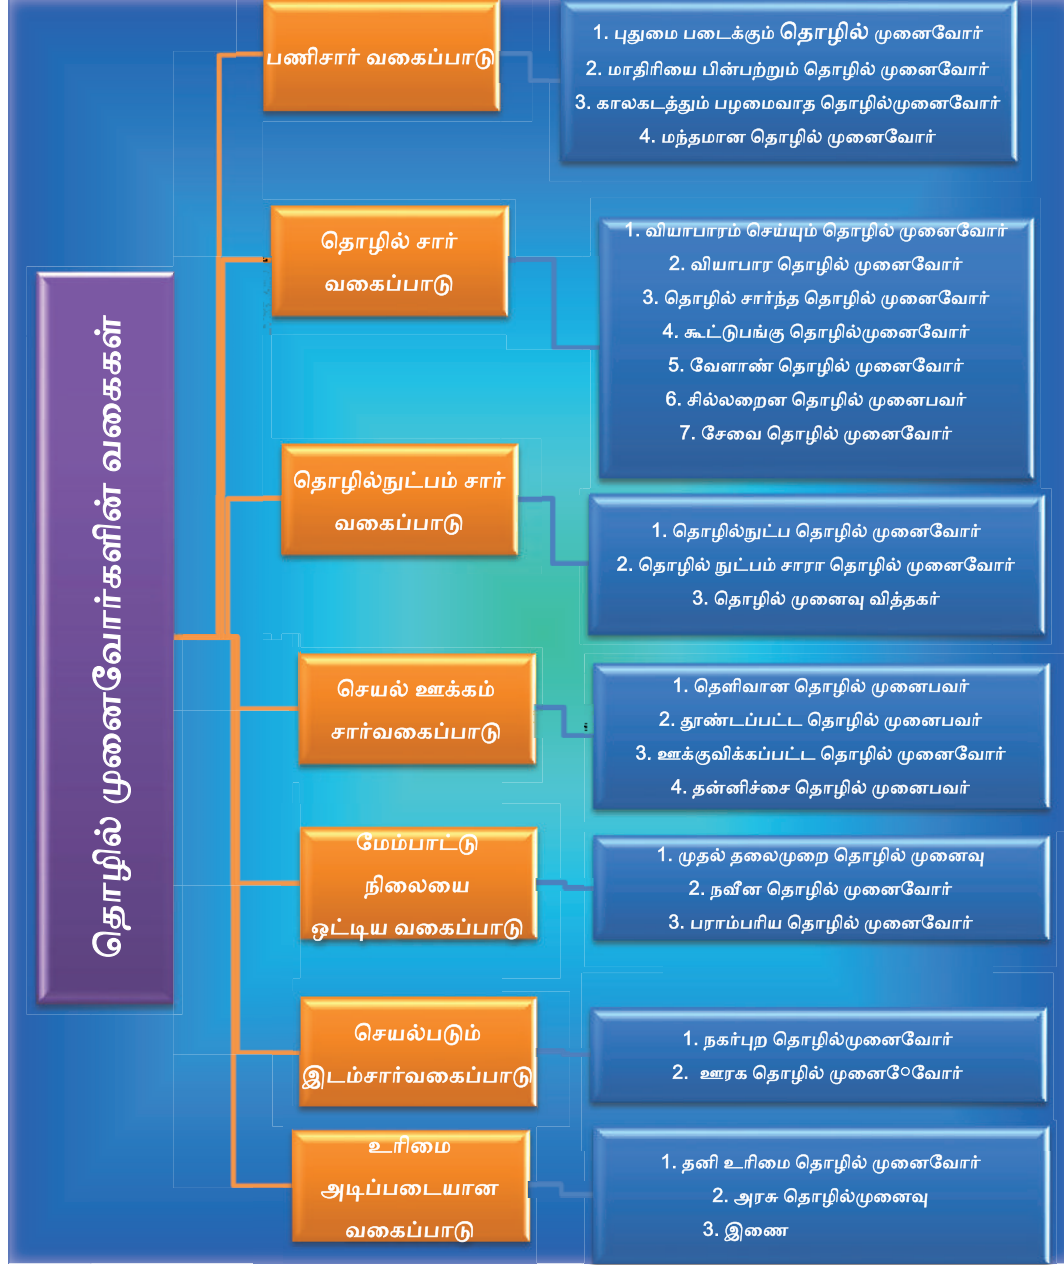 தொழில் முனைவோர்களின் வகைகள்
பணிசார் வகைப்பாடு
1. புதுமை படைக்கும் தொழில் முனைவோர்
2. மாதிரியை பின்பற்றும் தொழில் முனைவோர்
3. காலகடத்தும் பழமைவாத தொழில்முனைவோர்
4. மந்தமான தொழில் முனைவோர்
தொழில் சார்
வகைப்பாடு
1. வியாபாரம் செய்யும் தொழில் முனைவோர்
2. வியாபார தொழில் முனைவோர்
3. தொழில் சார்ந்த தொழில் முனைவோர்
4. கூட்டுபங்கு தொழில்முனைவோர்
5. வேளாண் தொழில் முனைவோர்
6. சில்லறைன தொழில் முனைபவர்
7. சேவை தொழில் முனைவோர்
தொழில்நுட்பம் சார்
வகைப்பாடு
1. தொழில்நுட்ப தொழில் முனைவோர்
2. தொழில் நுட்பம் சாரா தொழில் முனைவோர்
3. தொழில் முனைவு வித்தகர்
செயல் ஊக்கம்
சார்வகைப்பாடு
1. தெளிவான தொழில் முனைபவர்
2. தூண்டப்பட்ட தொழில் முனைபவர்
3. ஊக்குவிக்கப்பட்ட தொழில் முனைவோர்
4. தன்னிச்சை தொழில் முனைபவர்
மேம்பாட்டு
நிலையை
ஒட்டிய வகைப்பாடு
1. முதல் தலைமுறை தொழில் முனைவு
2. நவீன தொழில் முனைவோர்
3. பராம்பரிய தொழில் முனைவோர்
செயல்படும்
இடம்சார்வகைப்பாடு
1. நகர்புற தொழில்முனைவோர்
2. ஊரக தொழில் முனைே○வோர்
உரிமை
அடிப்படையான
வகைப்பாடு
1. தனி உரிமை தொழில் முனைவோர்
2. அரசு தொழில்முனைவு
3. இணை